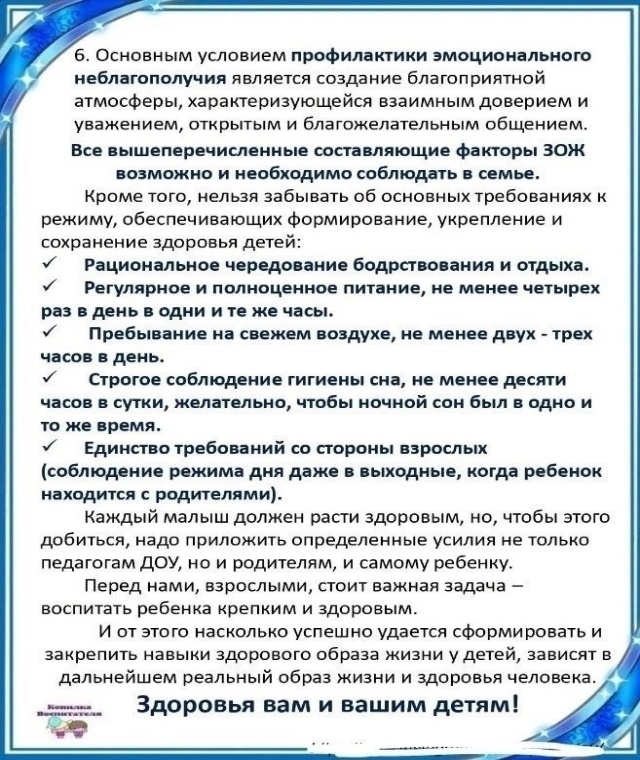 6. Основным условием профилактики эмоционального
неблагополучия является создание благоприятной
атмосферы, характеризующейся взаимным доверием и
уважением, открытым и благожелательным общением.
Все вышеперечисленные составляющие факторы ЗОЖ
возможно и необходимо соблюдать в семье.
Кроме того, нельзя забывать об основных требованиях к
режиму, обеспечивающих формирование, укрепление и
сохранение здоровья детей:
✓ Рациональное чередование бодрствования и отдыха.
✓ Регулярное и полноценное питание, не менее четырех
раз в день в одни и те же часы.
✓ Пребывание на свежем воздухе, не менее двух - трех
часов в день.
✓ Строгое соблюдение гигиены сна, не менее десяти
часов в сутки, желательно, чтобы ночной сон был в одно и
то же время.
✓ Единство требований со стороны взрослых
(соблюдение режима дня даже в выходные, когда ребенок
находится с родителями).
Каждый малыш должен расти здоровым, но, чтобы этого
добиться, надо приложить определенные усилия не только
педагогам ДОУ, но и родителям, и самому ребенку.
Перед нами, взрослыми, стоит важная задача –
воспитать ребенка крепким и здоровым.
И от этого насколько успешно удается сформировать и
закрепить навыки здорового образа жизни у детей, зависят в
дальнейшем реальный образ жизни и здоровья человека.
Здоровья вам и вашим детям!
Копилка
Воспитателя